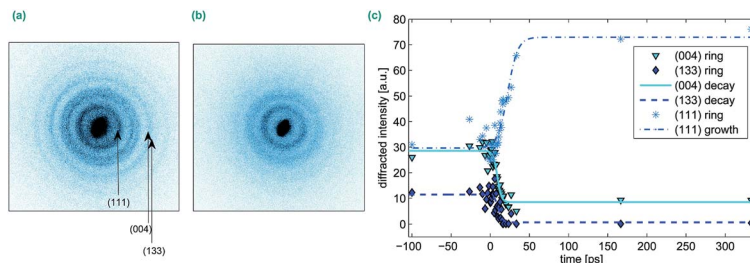 (a)
(b)
(c)
(111)
(004)
(133)
diffracted intensity [a.u.]
80
70
60
50
40
30
20
10
0
-100
-50
0
50
100
150
200
250
300
time [ps]
(004) ring
(133) ring
(004) decay
(133) decay
(111) ring
(111) growth